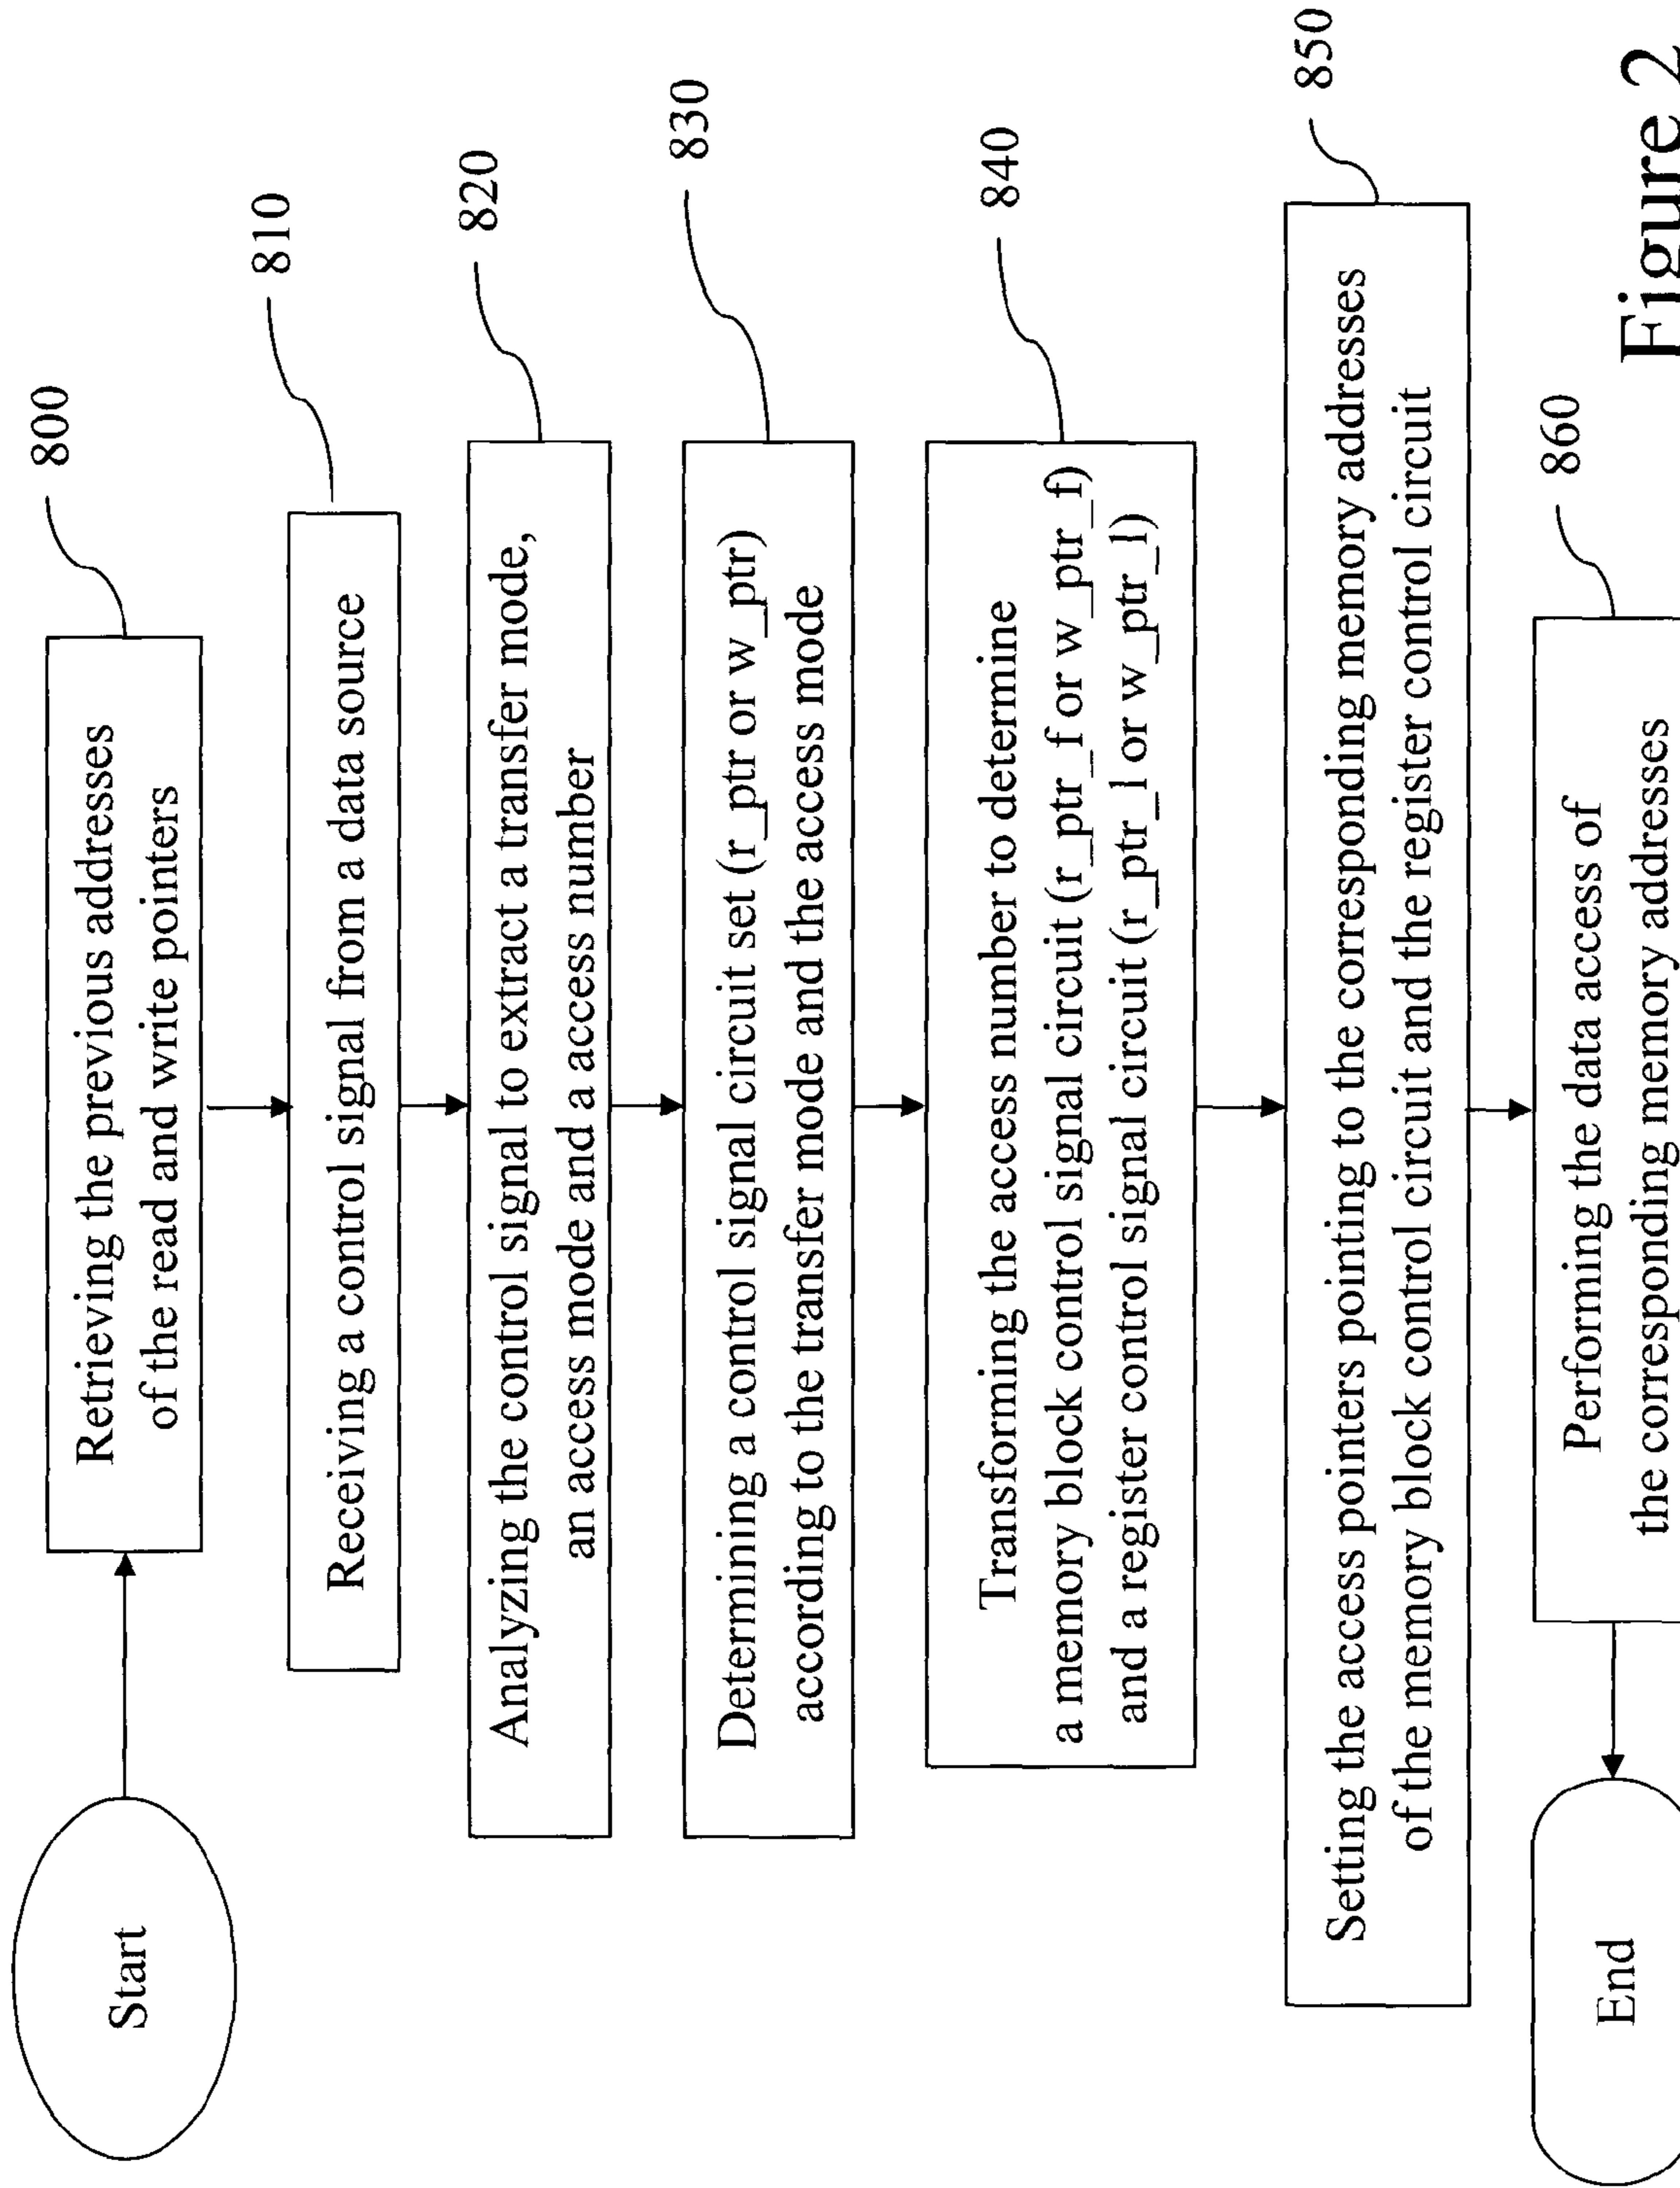 Start
Retrieving the previous addresses
of the read and write pointers
800
Receiving a control signal from a data source
810
Analyzing the control signal to extract a transfer mode,
an access mode and a access number
820
Determining a control signal circuit set (r_ptr or w_ptr)
according to the transfer mode and the access mode
830
Transforming the access number to determine
a memory block control signal circuit (r_ptr_f or w_ptr_f)
and a register control signal circuit (r_ptr_l or w_ptr_l)
840
Setting the access pointers pointing to the corresponding memory addresses
of the memory block control circuit and the register control circuit
850
Performing the data access of
the corresponding memory addresses
860
End
Figure 2